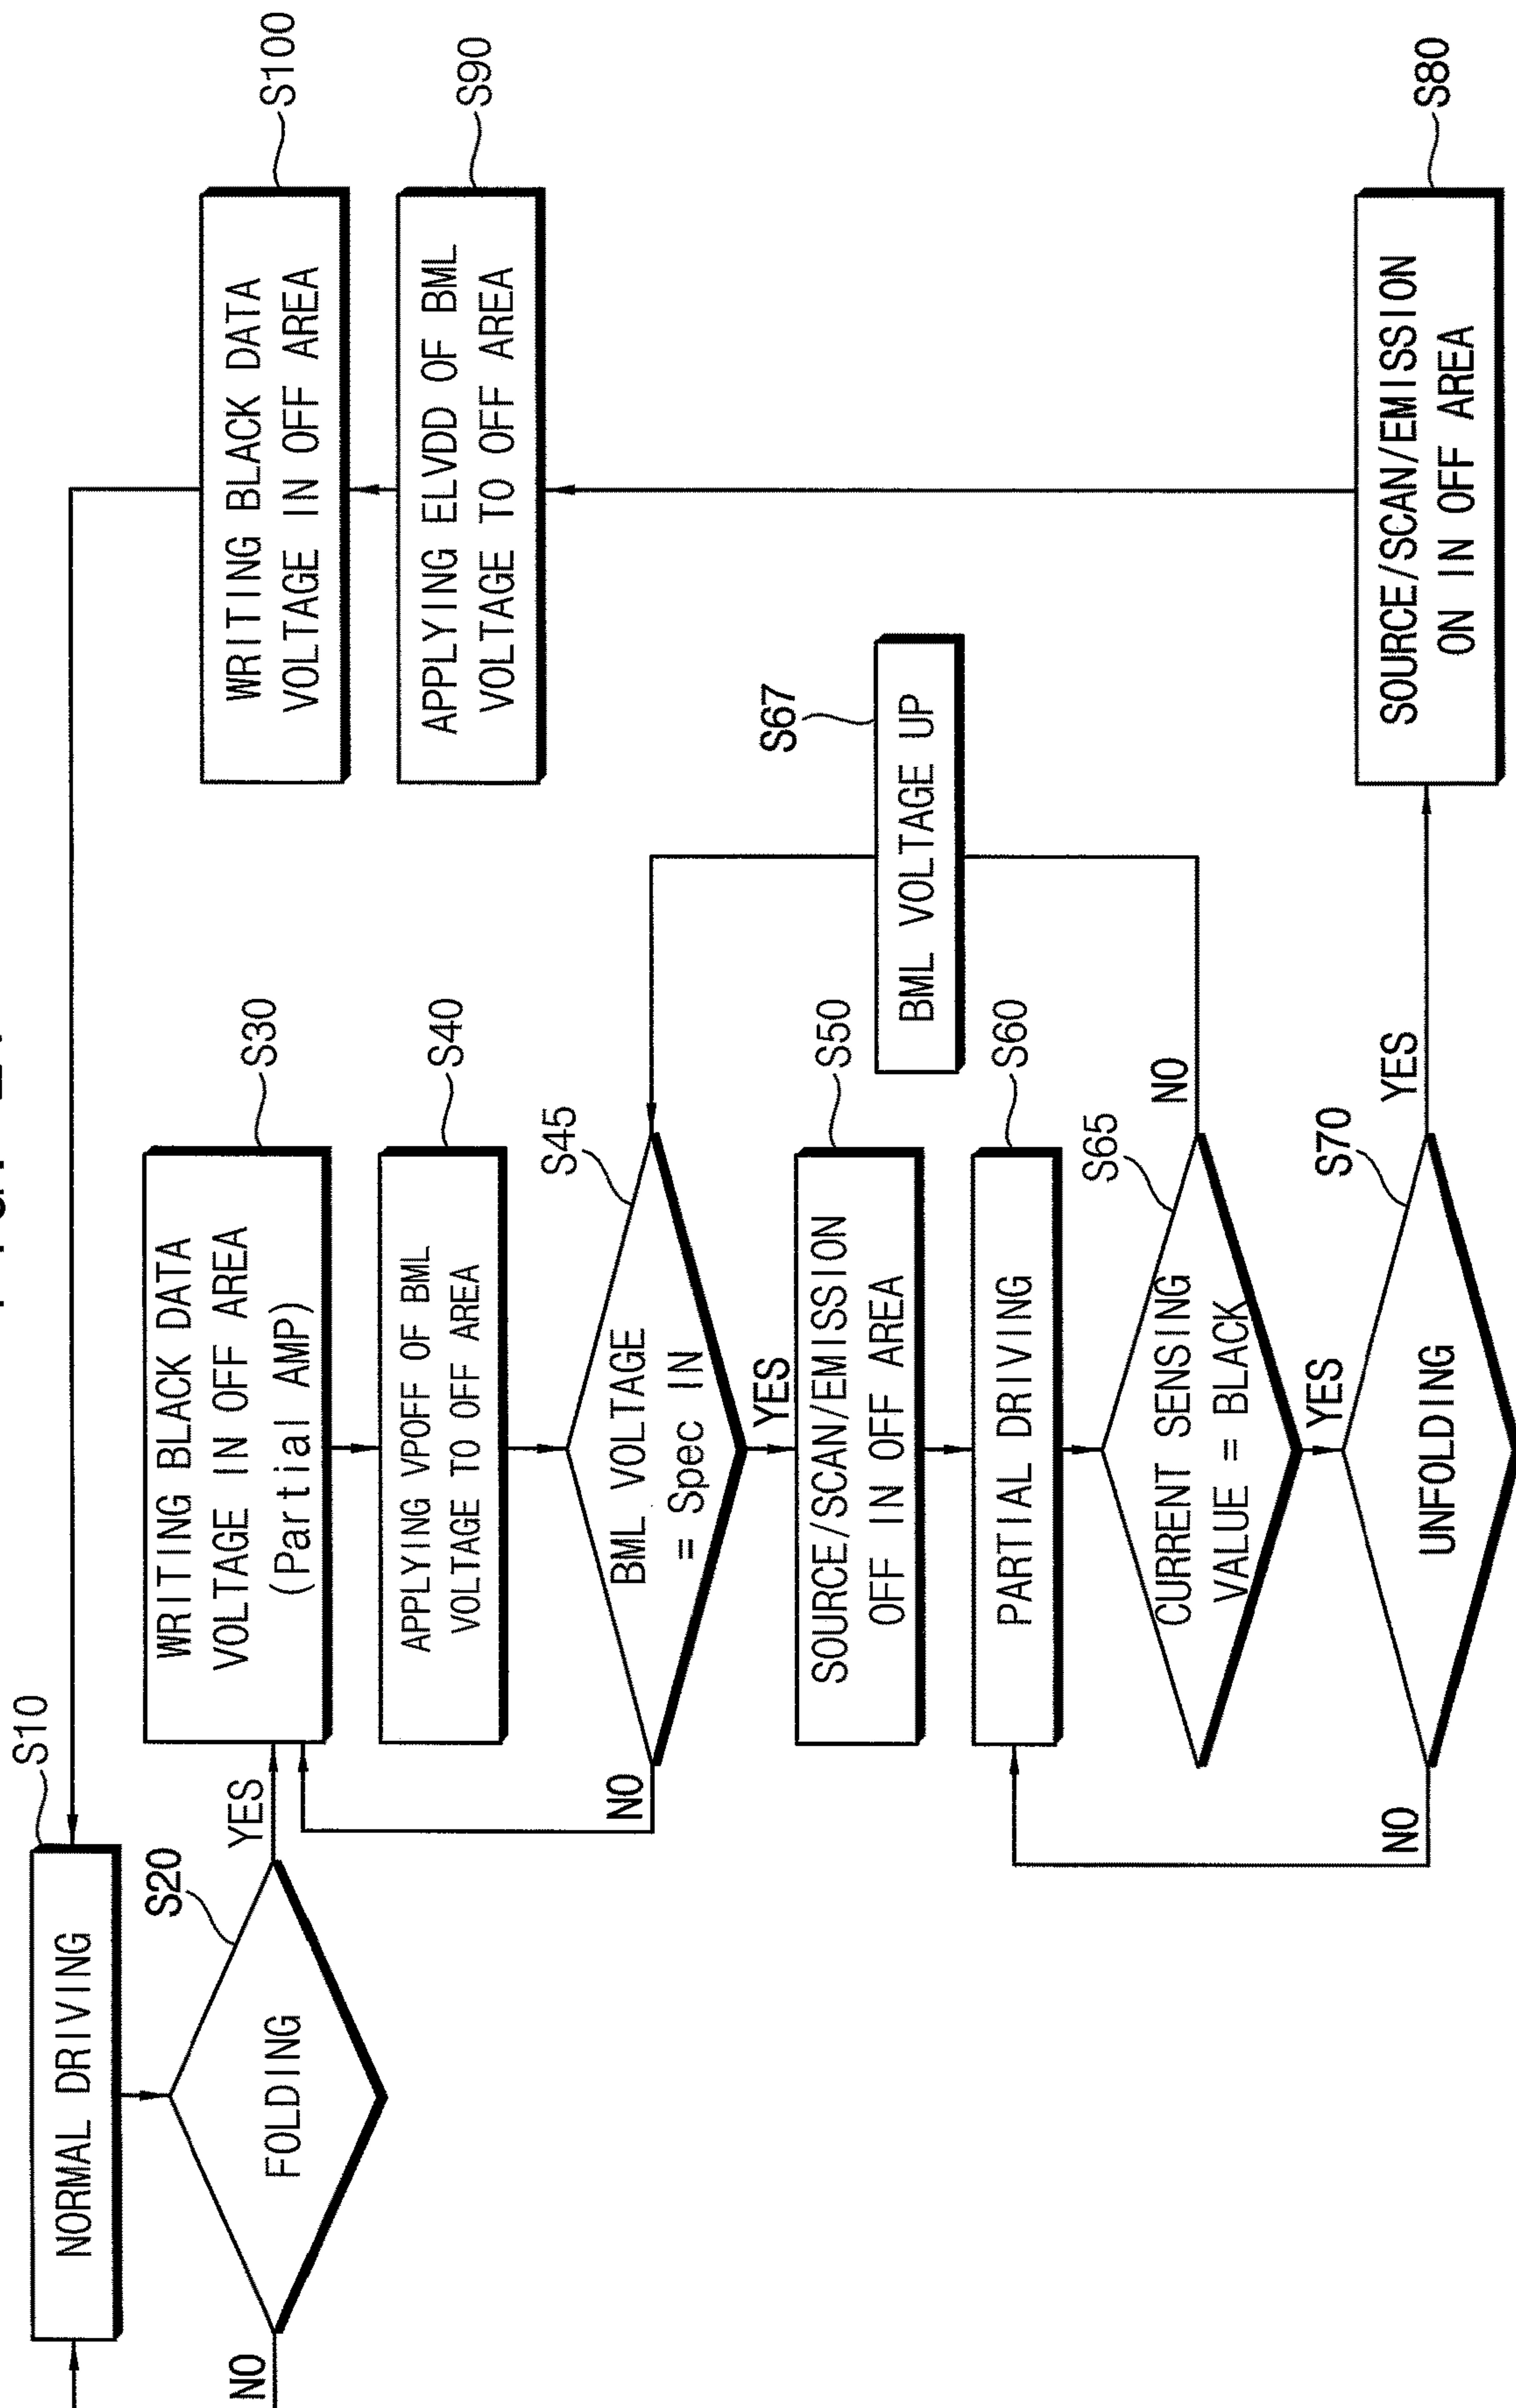 S10
NORMAL DRIVING
S20
FOLDING
NO
YES
S30
WRITING BLACK DATA
VOLTAGE IN OFF AREA
(Partial AMP)
S40
APPLYING VPOFF OF BML
VOLTAGE TO OFF AREA
S45
BML VOLTAGE
= Spec IN
NO
YES
S50
SOURCE/SCAN/EMISSION
OFF IN OFF AREA
S60
PARTIAL DRIVING
S65
CURRENT SENSING
VALUE = BLACK
NO
YES
S67
BML VOLTAGE UP
S70
UNFOLDING
NO
YES
S80
SOURCE/SCAN/EMISSION
ON IN OFF AREA
S90
APPLYING ELVDD OF BML
VOLTAGE TO OFF AREA
S100
WRITING BLACK DATA
VOLTAGE IN OFF AREA